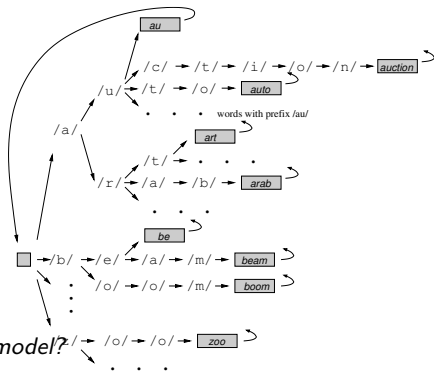 au
/c/ /t/ /i/ /o/ /n/ auction
/u/ /t/ /o/ auto
. . . words with prefix /au/
/a/
art
/t/ . . .
/r/ /a/ /b/ arab
. . .
be
/b/ /e/ /a/ /m/ beam
/o/ /o/ /m/ boom
model?
/z/ /o/ /o/ zoo
. . .